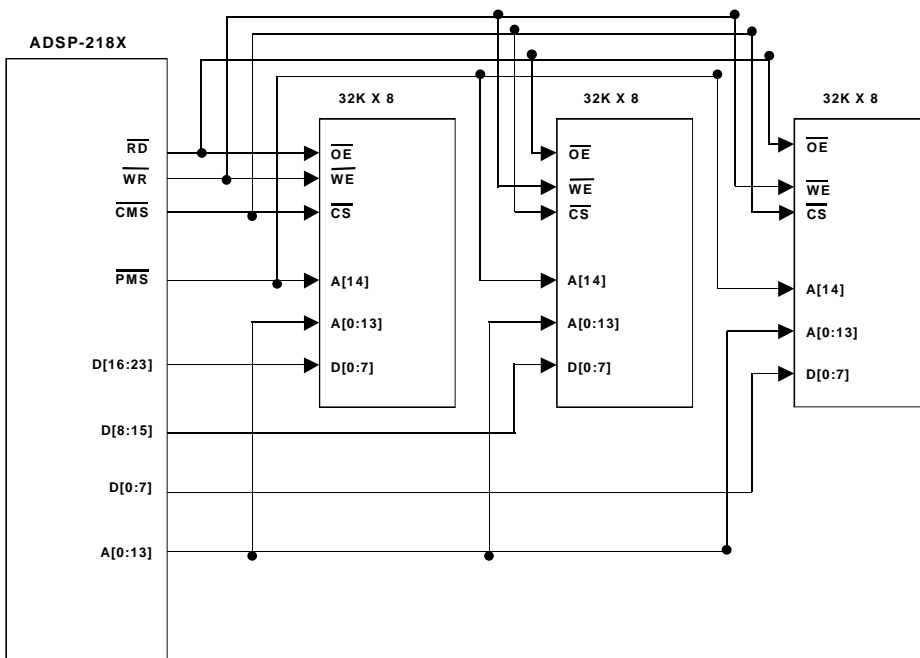 ADSP-218X
RD
WR
CMS
PMS
D[16:23]
D[8:15]
D[0:7]
A[0:13]
32K X 8
OE
WE
CS
A[14]
A[0:13]
D[0:7]
32K X 8
OE
WE
CS
A[14]
A[0:13]
D[0:7]
32K X 8
OE
WE
CS
A[14]
A[0:13]
D[0:7]